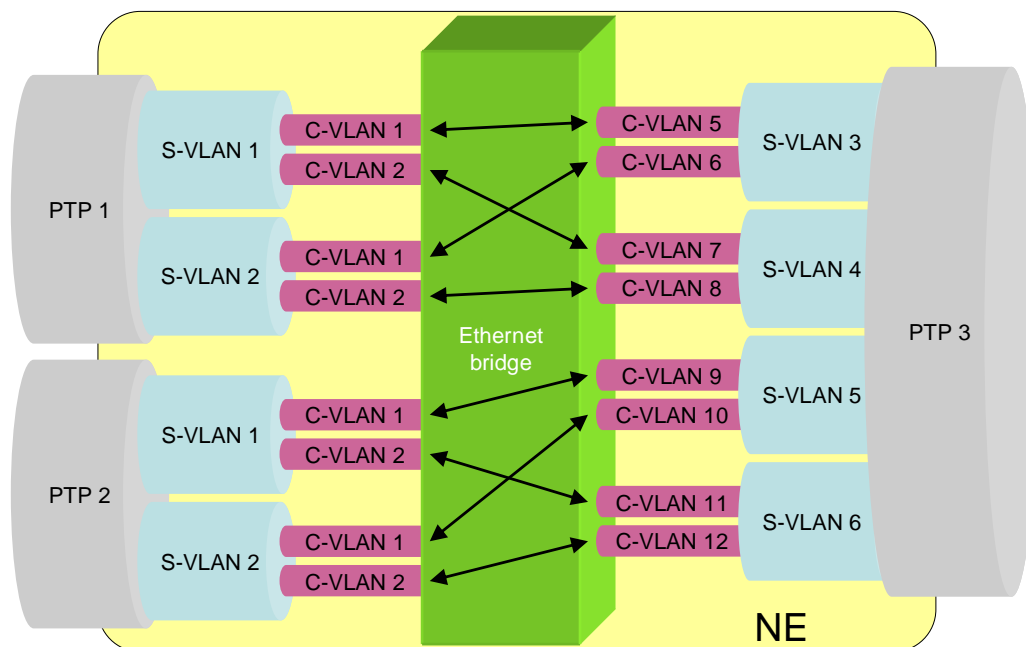 PTP 1
S-VLAN 1
C-VLAN 1
C-VLAN 2
S-VLAN 2
C-VLAN 1
C-VLAN 2
PTP 2
S-VLAN 1
C-VLAN 1
C-VLAN 2
S-VLAN 2
C-VLAN 1
C-VLAN 2
Ethernet
bridge
C-VLAN 5
C-VLAN 6
S-VLAN 3
C-VLAN 7
C-VLAN 8
S-VLAN 4
C-VLAN 9
C-VLAN 10
S-VLAN 5
C-VLAN 11
C-VLAN 12
S-VLAN 6
PTP 3
NE